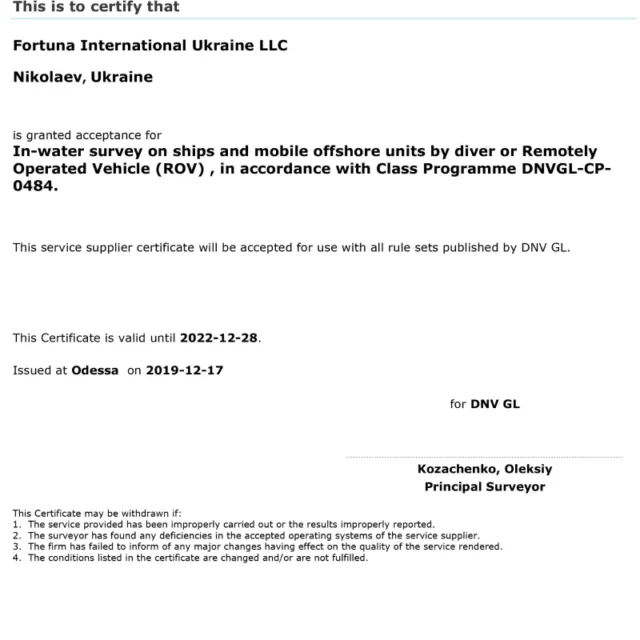 This is to certify that
Fortuna International Ukraine LLC
Nikolaev, Ukraine
is granted acceptance for
In-water survey on ships and mobile offshore units by diver or Remotely
Operated Vehicle (ROV) , in accordance with Class Programme DNVGL-CP-
0484.
This service supplier certificate will be accepted for use with all rule sets published by DNV GL.
This Certificate is valid until 2022-12-28.
Issued at Odessa on 2019-12-17
for DNV GL
Kozachenko, Oleksiy
Principal Surveyor
This Certificate may be withdrawn if:
1. The service provided has been improperly carried out or the results improperly reported.
2. The surveyor has found any deficiencies in the accepted operating systems of the service supplier.
3. The firm has failed to inform of any major changes having effect on the quality of the service rendered.
4. The conditions listed in the certificate are changed and/or are not fulfilled.